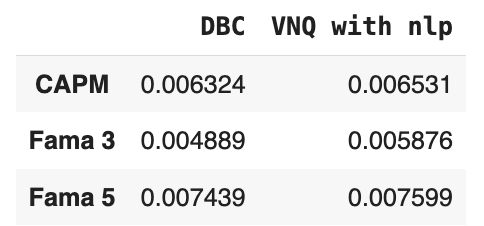 DBC VNQ with nlp
CAPM 0.006324 0.006531
Fama 3 0.004889 0.005876
Fama 5 0.007439 0.007599